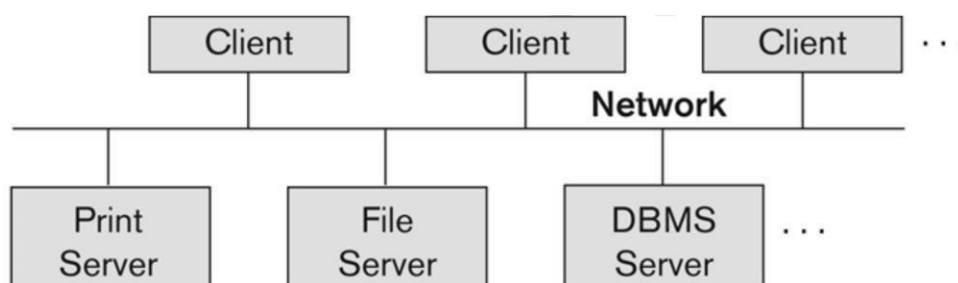 Client Client Client . . .
Network
Print File DBMS . . .
Server Server Server